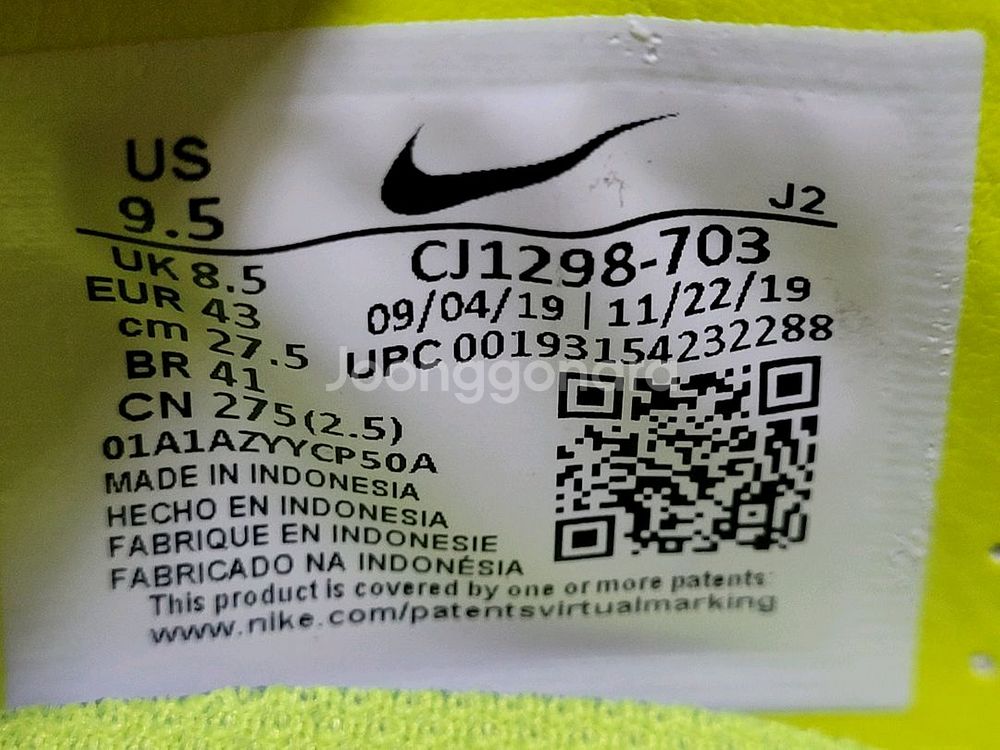 US
9.5
J2
UK 8.5
EUR 43
cm 27.5
BR 41
CN 275(2.5)
CJ1298-703
09/04/19 | 11/22/19
UPC 00193154232288
Joonggonara
01A1AZYYCP50A
MADE IN INDONESIA
HECHO EN INDONESIA
FABRIQUE EN INDONESIE
FABRICADO NA INDONÉSIA
This product is covered by one or more patents:
www.nike.com/patentsvirtualmarking